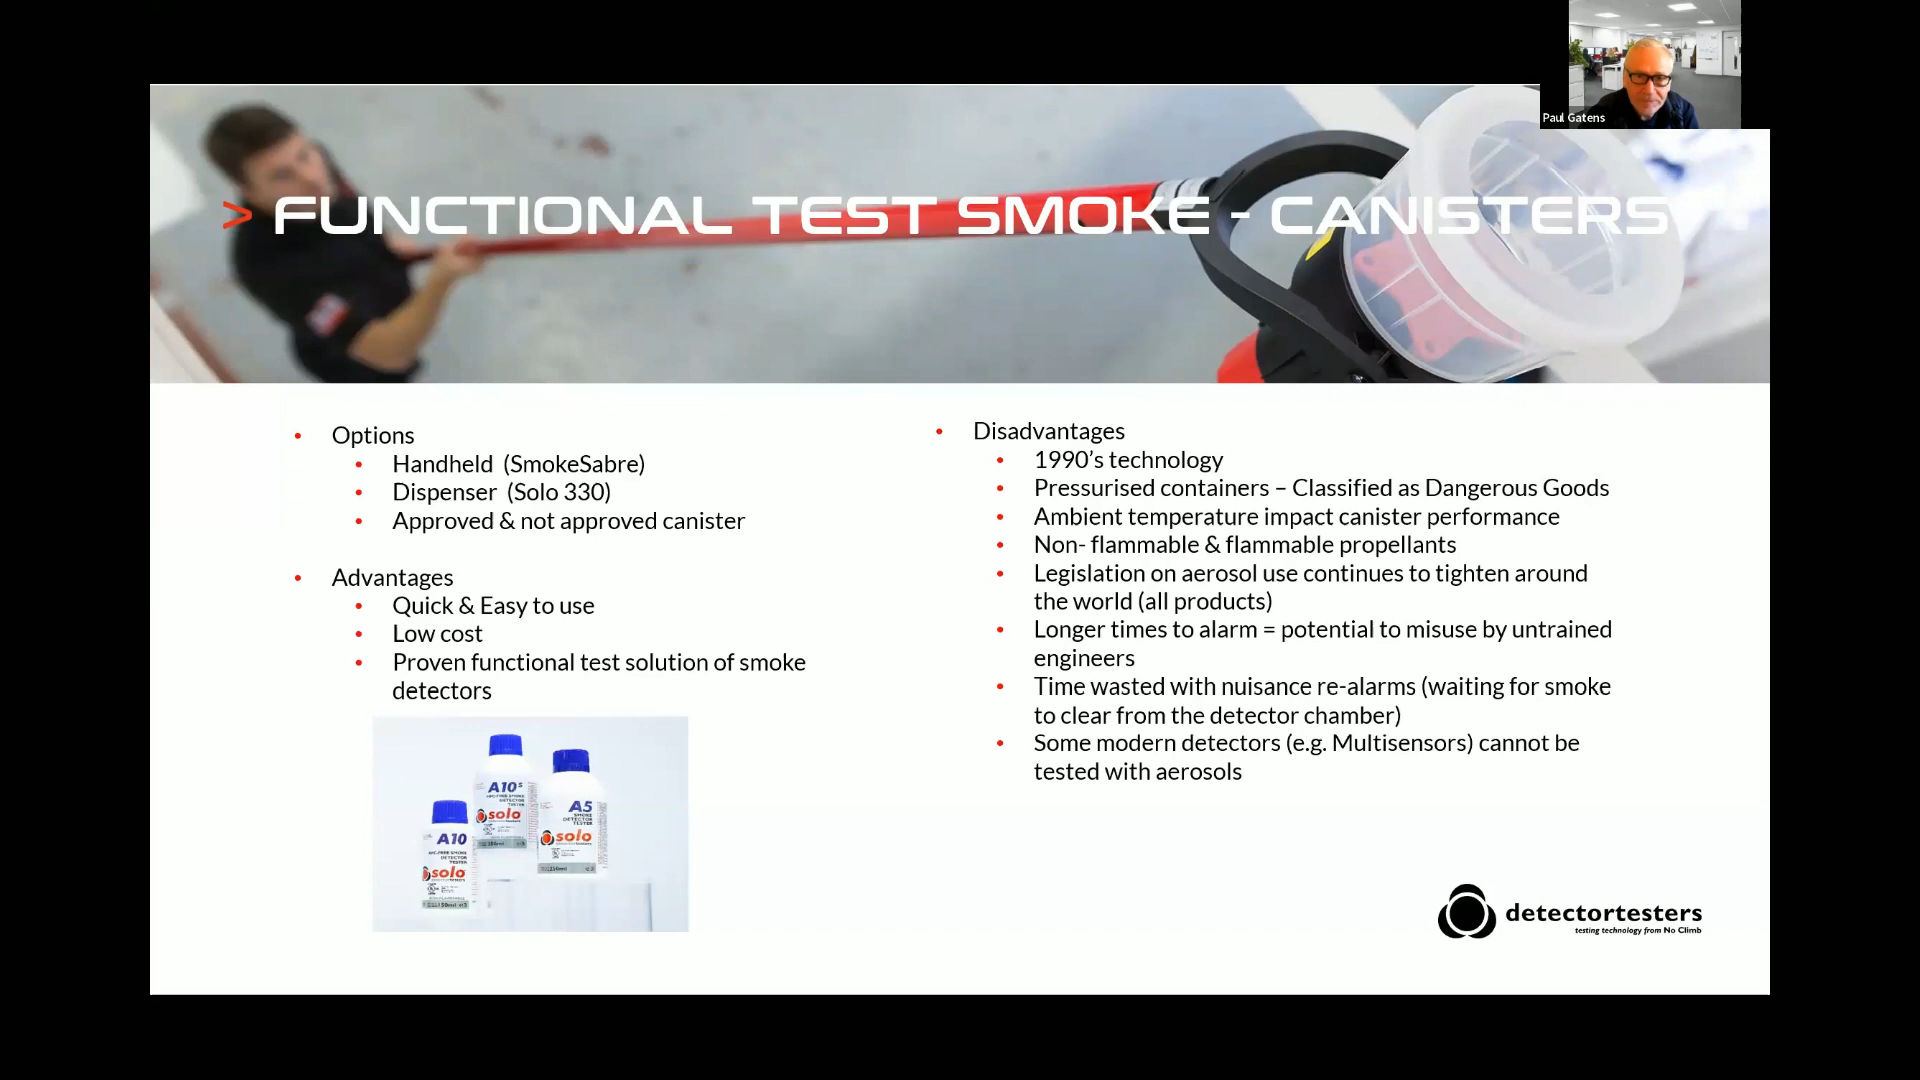 Paul Gatens
> FUNCTIONAL TEST SMOKE - CANISTERS
• Options
• Handheld (SmokeSabre)
• Dispenser (Solo 330)
• Approved & not approved canister
• Advantages
• Quick & Easy to use
• Low cost
• Proven functional test solution of smoke
detectors
• Disadvantages
• 1990’s technology
• Pressurised containers – Classified as Dangerous Goods
• Ambient temperature impact canister performance
• Non- flammable & flammable propellants
• Legislation on aerosol use continues to tighten around
the world (all products)
• Longer times to alarm = potential to misuse by untrained
engineers
• Time wasted with nuisance re-alarms (waiting for smoke
to clear from the detector chamber)
• Some modern detectors (e.g. Multisensors) cannot be
tested with aerosols
A10
SMOKE
DETECTOR
TESTER
solo
A10S
SMOKE
DETECTOR
TESTER
solo
A5
SMOKE
DETECTOR
TESTER
solo
detectortesters
testing technology from No Climb